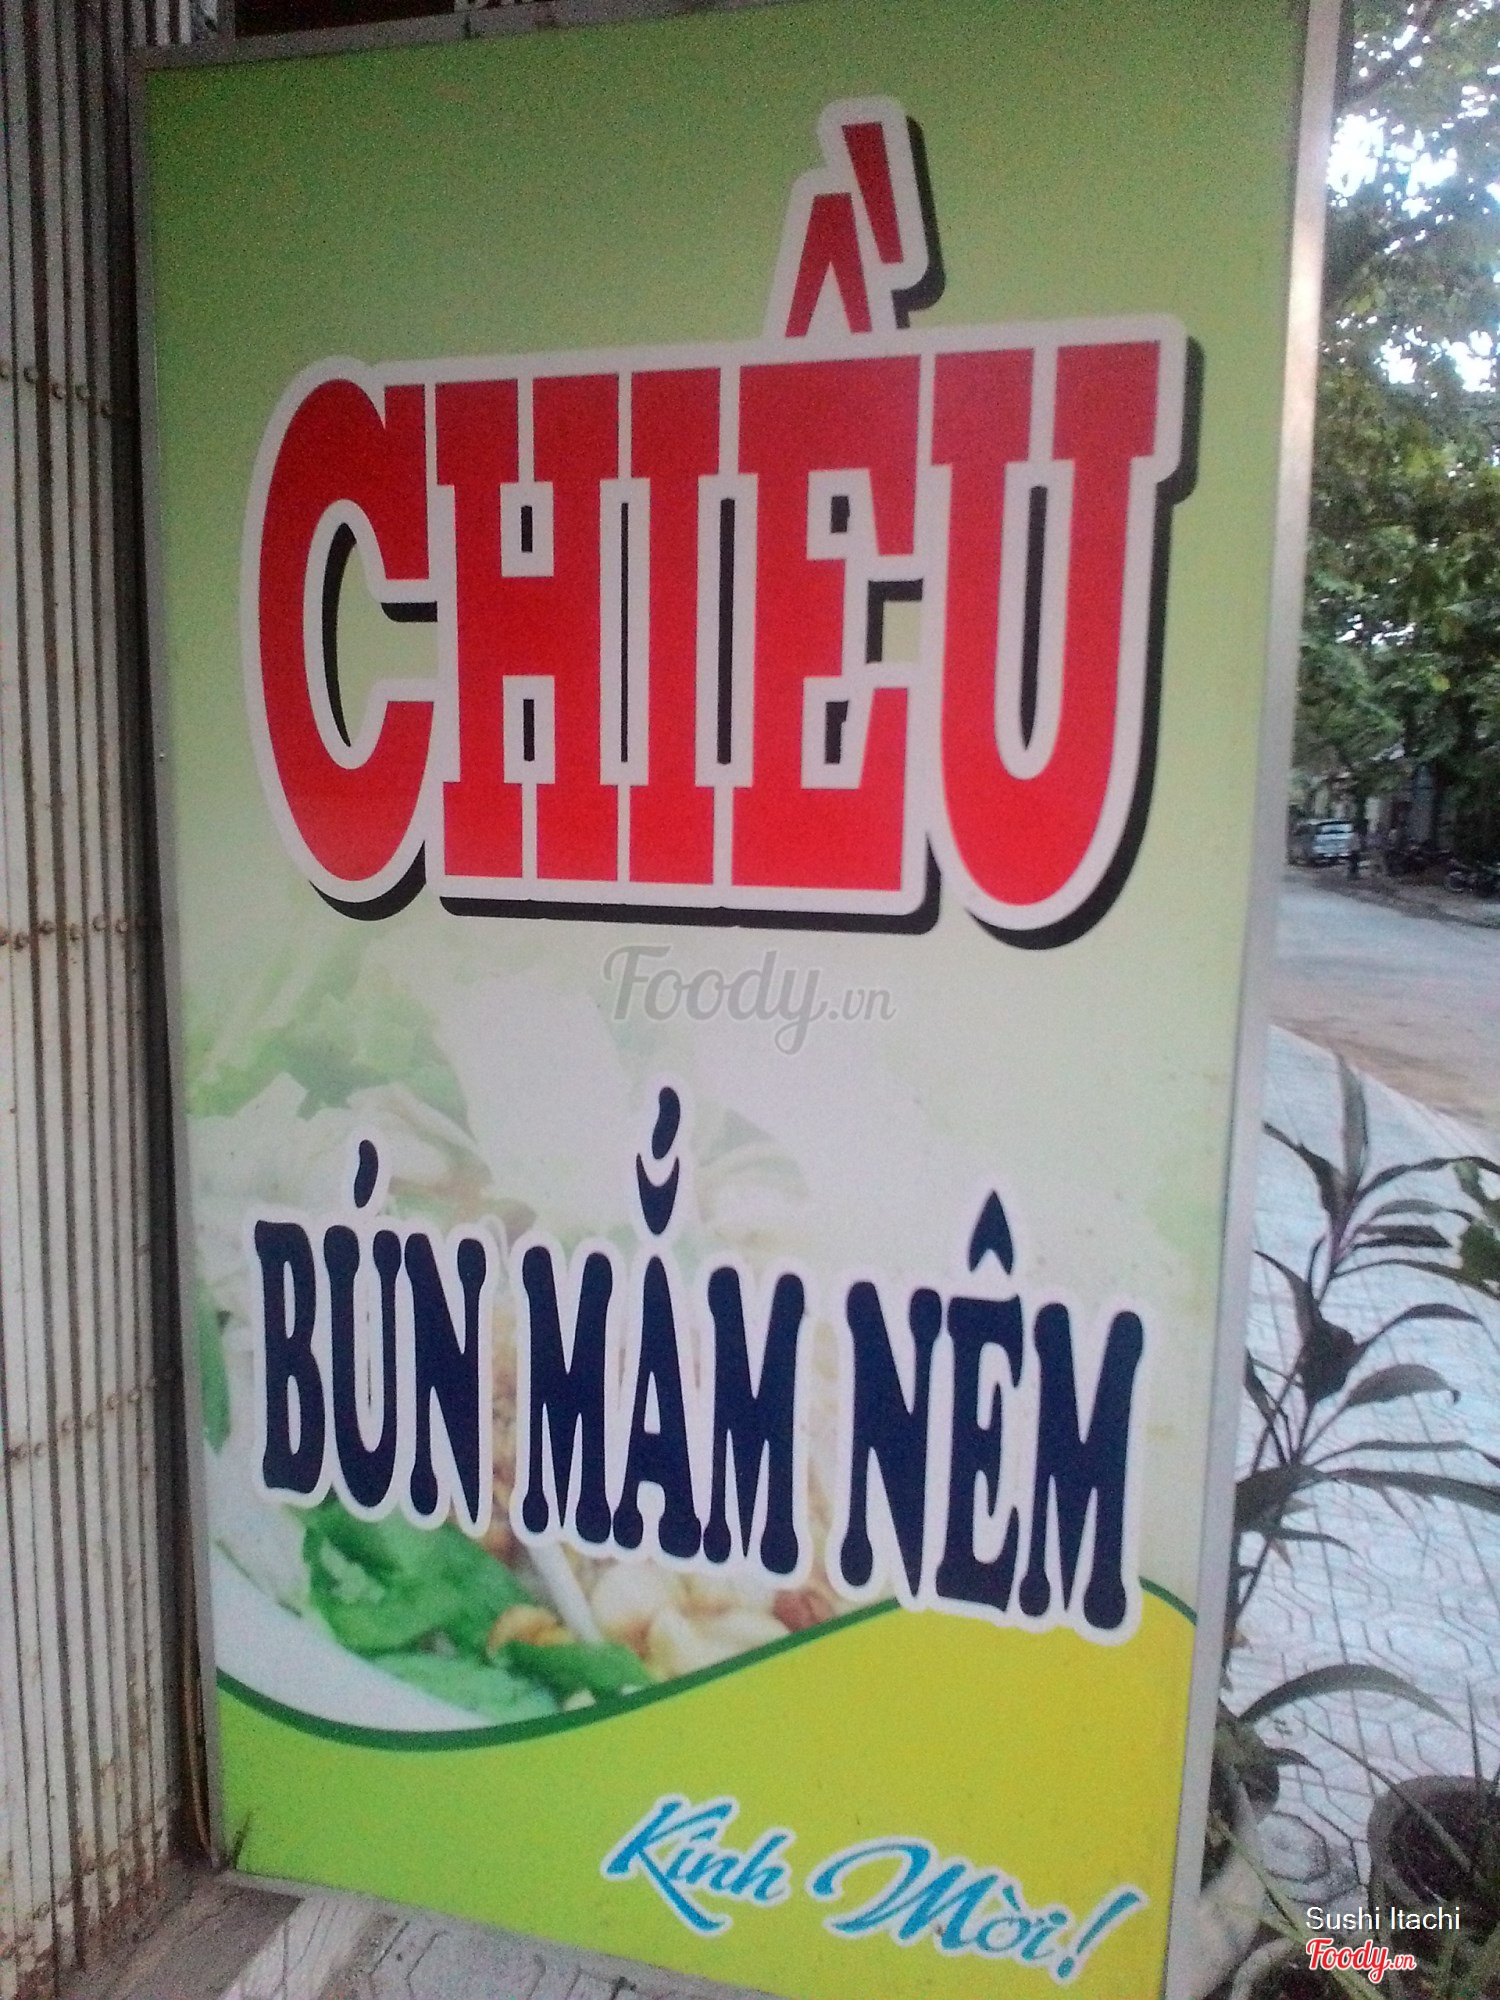 CHIỀU
Foody.vn
BÚN MẮM NÊM
Kính Mời!
Sushi Itachi
Foody.vn